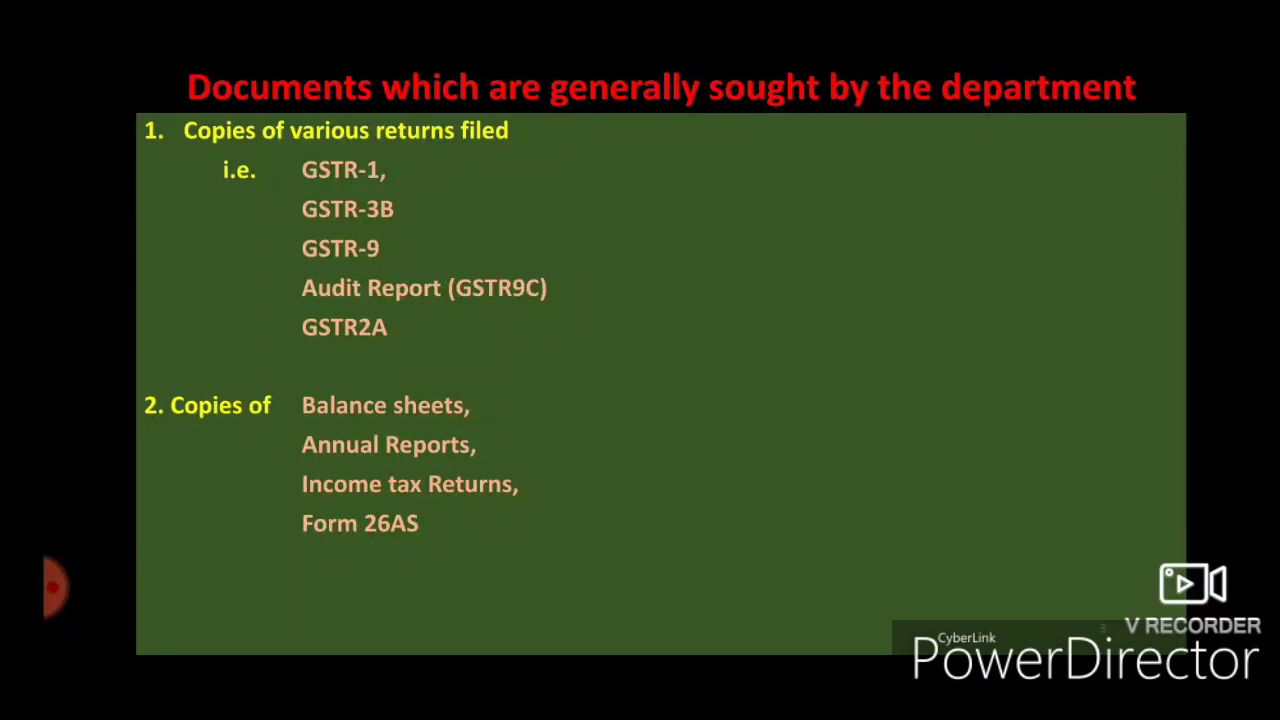 Documents which are generally sought by the department
1. Copies of various returns filed
i.e. GSTR-1,
GSTR-3B
GSTR-9
Audit Report (GSTR9C)
GSTR2A
2. Copies of Balance sheets,
Annual Reports,
Income tax Returns,
Form 26AS
3
V RECORDER
CyberLink
PowerDirector